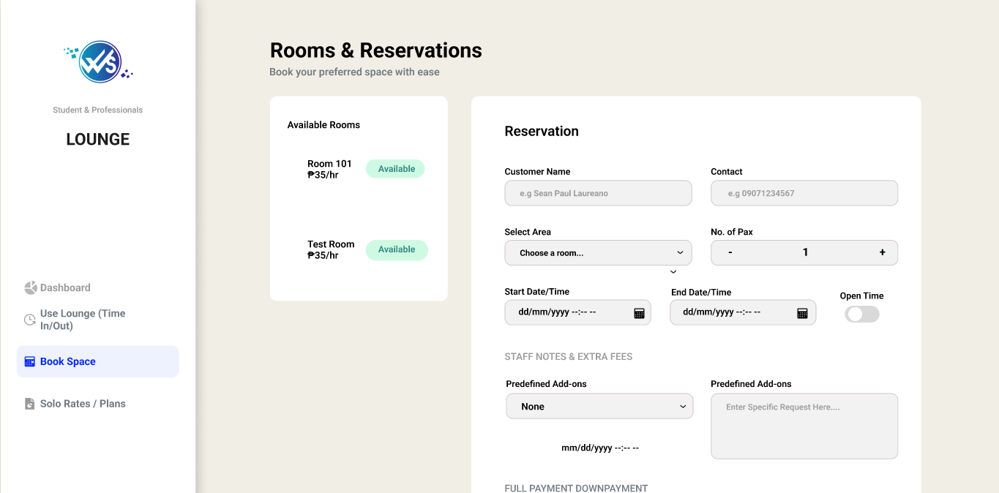 WS
Student & Professionals
LOUNGE
Dashboard
Use Lounge (Time
In/Out)
Book Space
Solo Rates / Plans
Rooms & Reservations
Book your preferred space with ease
Available Rooms
Room 101
₱35/hr
Available
Test Room
₱35/hr
Available
Reservation
Customer Name
e.g Sean Paul Laureano
Contact
e.g 09071234567
Select Area
Choose a room...
No. of Pax
- 1 +
Start Date/Time
dd/mm/yyyy --:-- --
End Date/Time
dd/mm/yyyy --:-- --
Open Time
STAFF NOTES & EXTRA FEES
Predefined Add-ons
None
Predefined Add-ons
Enter Specific Request Here....
mm/dd/yyyy --:-- --
FULL PAYMENT DOWNPAYMENT